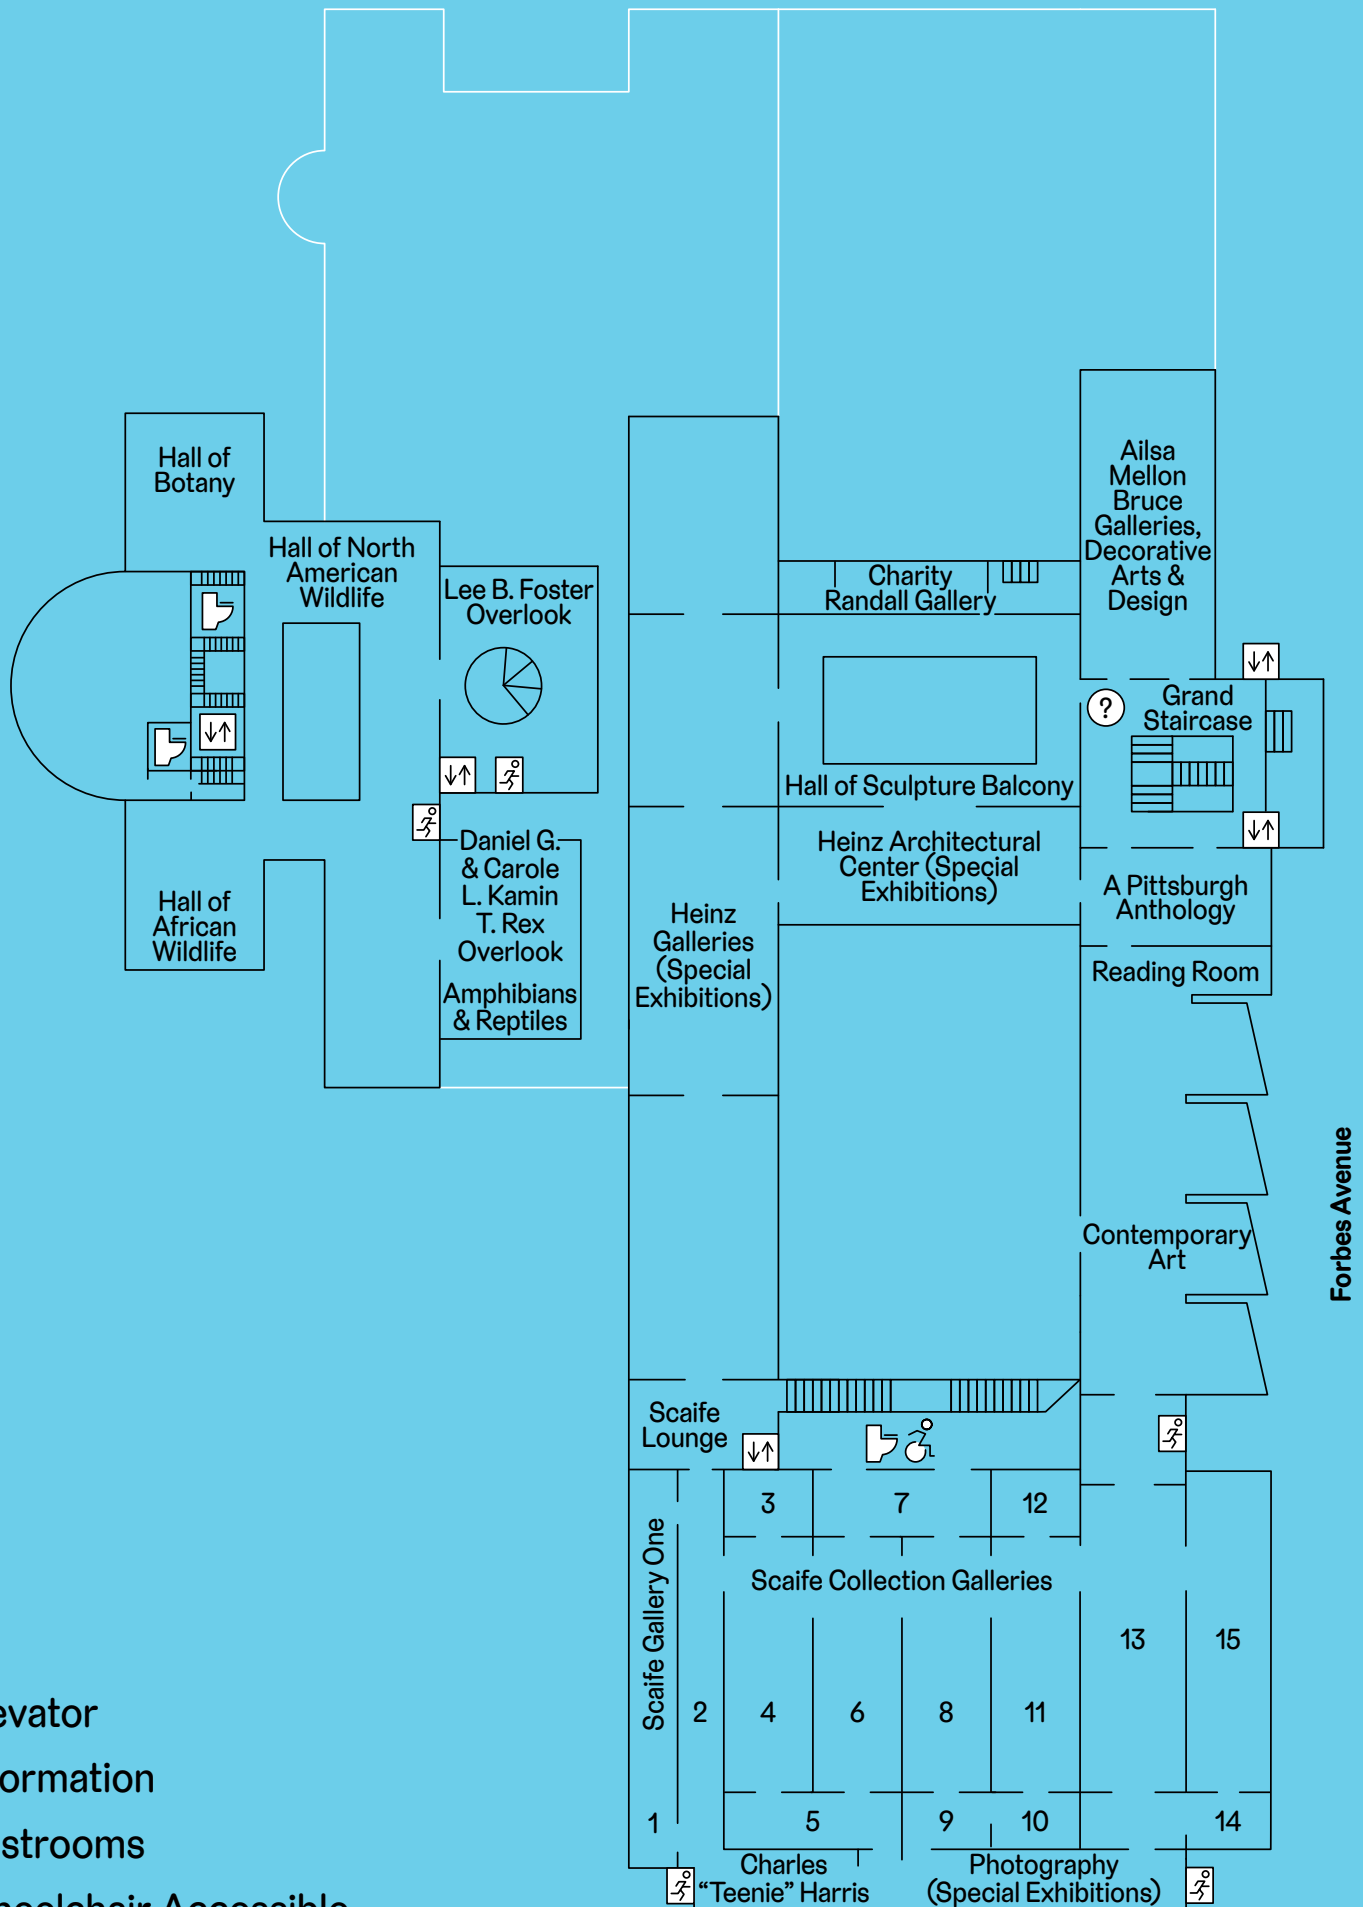 Hall of
Botany
Hall of North
American
Wildlife
Lee B. Foster
Overlook
Daniel G.
& Carole
L. Kamin
T. Rex
Overlook
Amphibians
& Reptiles
Hall of
African
Wildlife
Ailsa
Mellon
Bruce
Galleries,
Decorative
Arts &
Design
Charity
Randall Gallery
?
Grand
Staircase
Hall of Sculpture Balcony
Heinz Architectural
Center (Special
Exhibitions)
A Pittsburgh
Anthology
Heinz
Galleries
(Special
Exhibitions)
Reading Room
Contemporary
Art
Forbes Avenue
Scaife
Lounge
3
7
12
Scaife Gallery One
Scaife Collection Galleries
13
15
2
4
6
8
11
1
5
9
10
14
Charles
“Teenie” Harris
Photography
(Special Exhibitions)
evator
ormation
strooms
Accessible